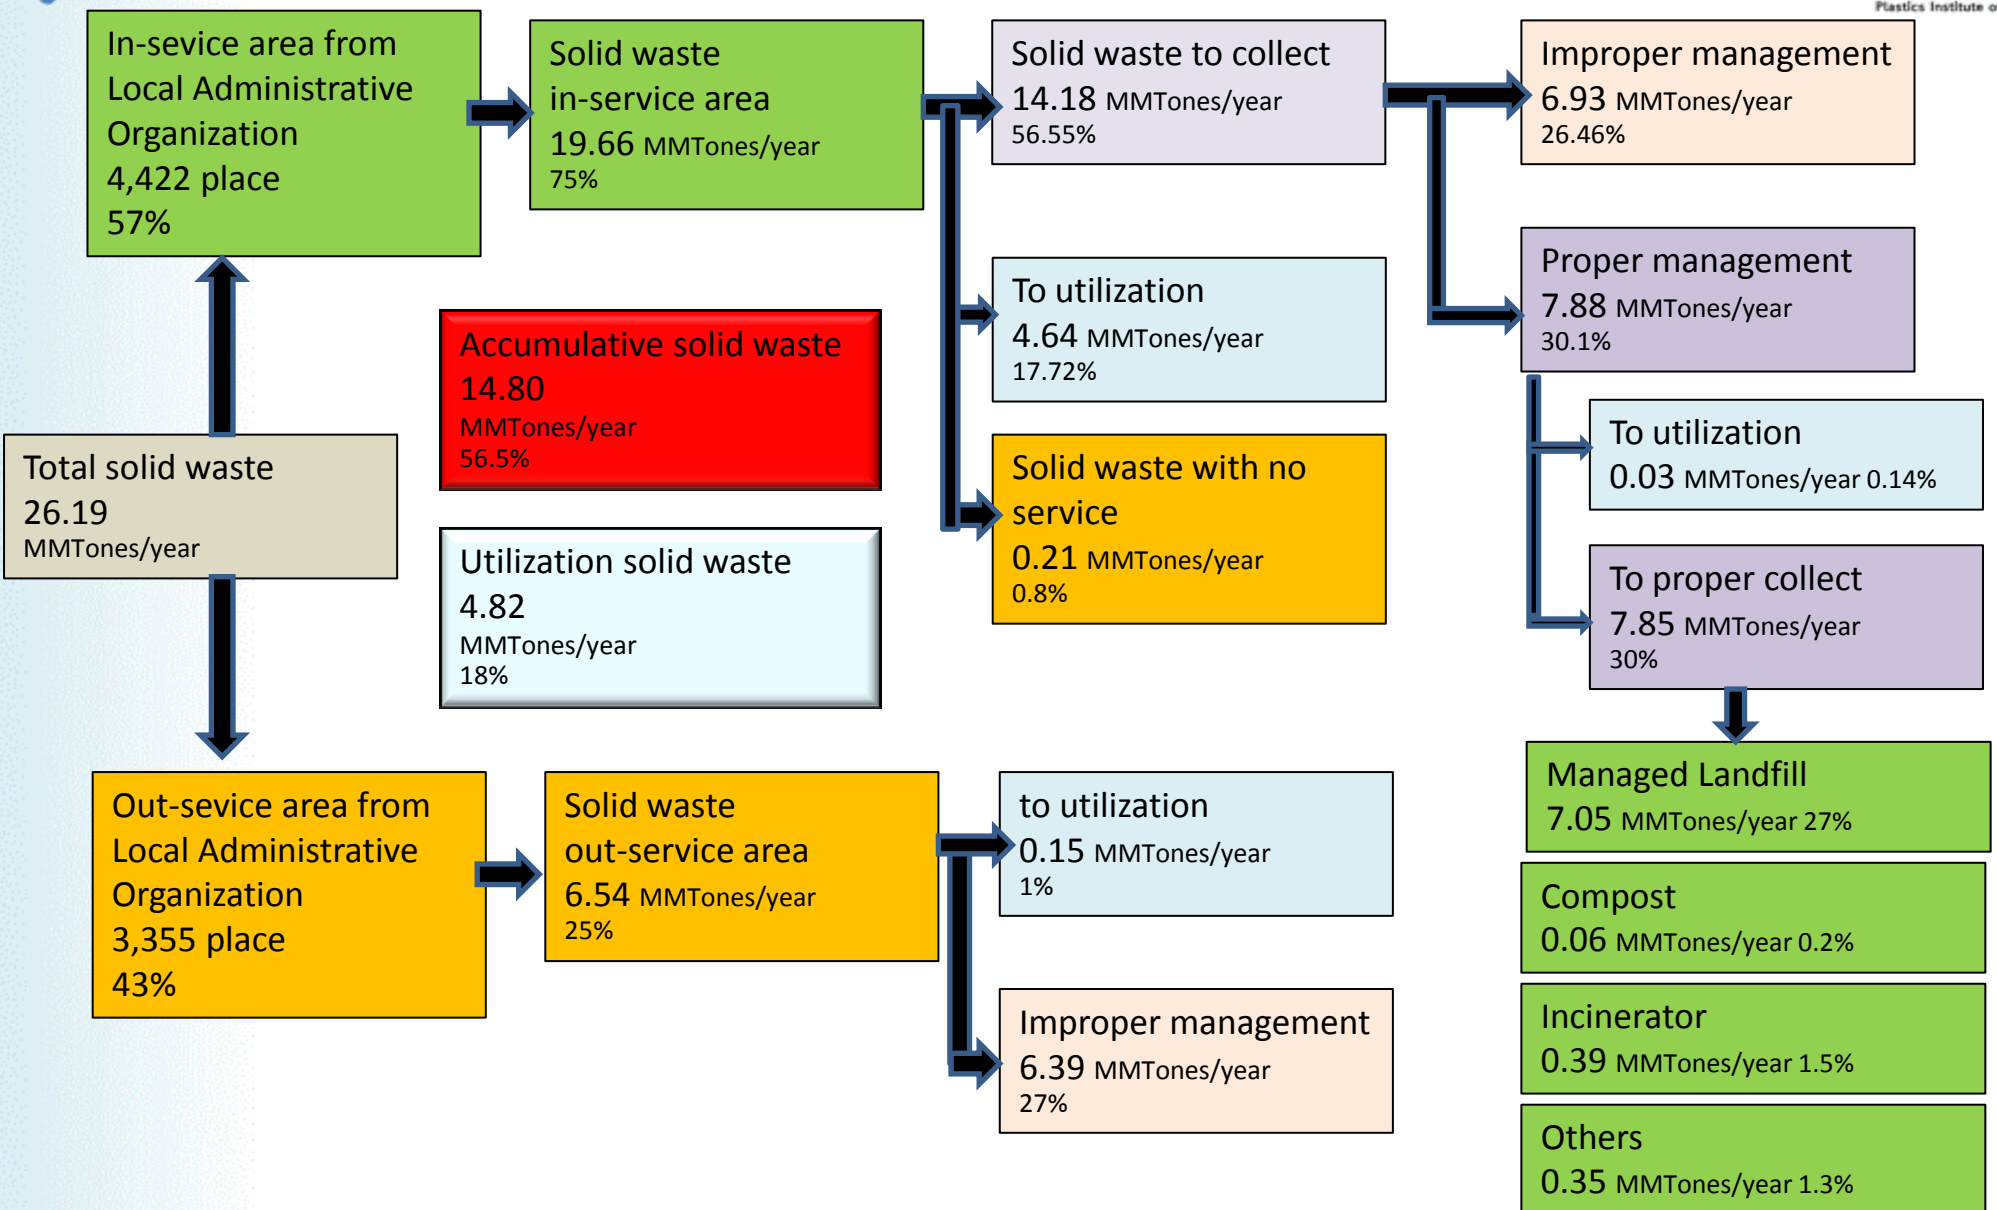 Plastics Institute o
In-sevice area from
Local Administrative
Organization
4,422 place
57%
Solid waste
in-service area
19.66 MMTones/year
75%
Solid waste to collect
14.18 MMTones/year
56.55%
Improper management
6.93 MMTones/year
26.46%
Proper management
7.88 MMTones/year
30.1%
To utilization
4.64 MMTones/year
17.72%
Accumulative solid waste
14.80
MMTones/year
56.5%
To utilization
0.03 MMTones/year 0.14%
Total solid waste
26.19
MMTones/year
Solid waste with no
service
0.21 MMTones/year
0.8%
Utilization solid waste
4.82
MMTones/year
18%
To proper collect
7.85 MMTones/year
30%
Managed Landfill
7.05 MMTones/year 27%
Out-sevice area from
Local Administrative
Organization
3,355 place
43%
Solid waste
out-service area
6.54 MMTones/year
25%
to utilization
0.15 MMTones/year
1%
Compost
0.06 MMTones/year 0.2%
Improper management
6.39 MMTones/year
27%
Incinerator
0.39 MMTones/year 1.5%
Others
0.35 MMTones/year 1.3%